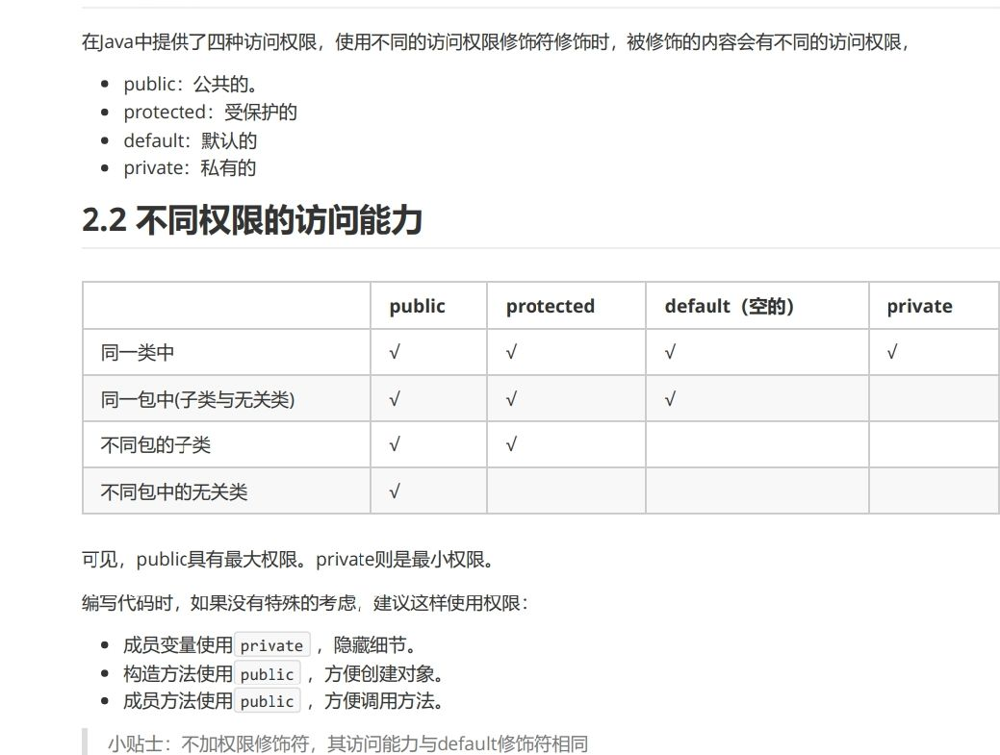 在Java中提供了四种访问权限，使用不同的访问权限修饰符修饰时，被修饰的内容会有不同的访问权限，
public：公共的。
protected：受保护的
default：默认的
private：私有的
2.2 不同权限的访问能力
public protected default（空的） private
同一类中 √ √ √ √
同一包中(子类与无关类) √ √ √
不同包的子类 √ √
不同包中的无关类 √
可见，public具有最大权限。private则是最小权限。
编写代码时，如果没有特殊的考虑，建议这样使用权限：
成员变量使用 private ，隐藏细节。
构造方法使用 public ，方便创建对象。
成员方法使用 public ，方便调用方法。
小贴士：不加权限修饰符，其访问能力与default修饰符相同